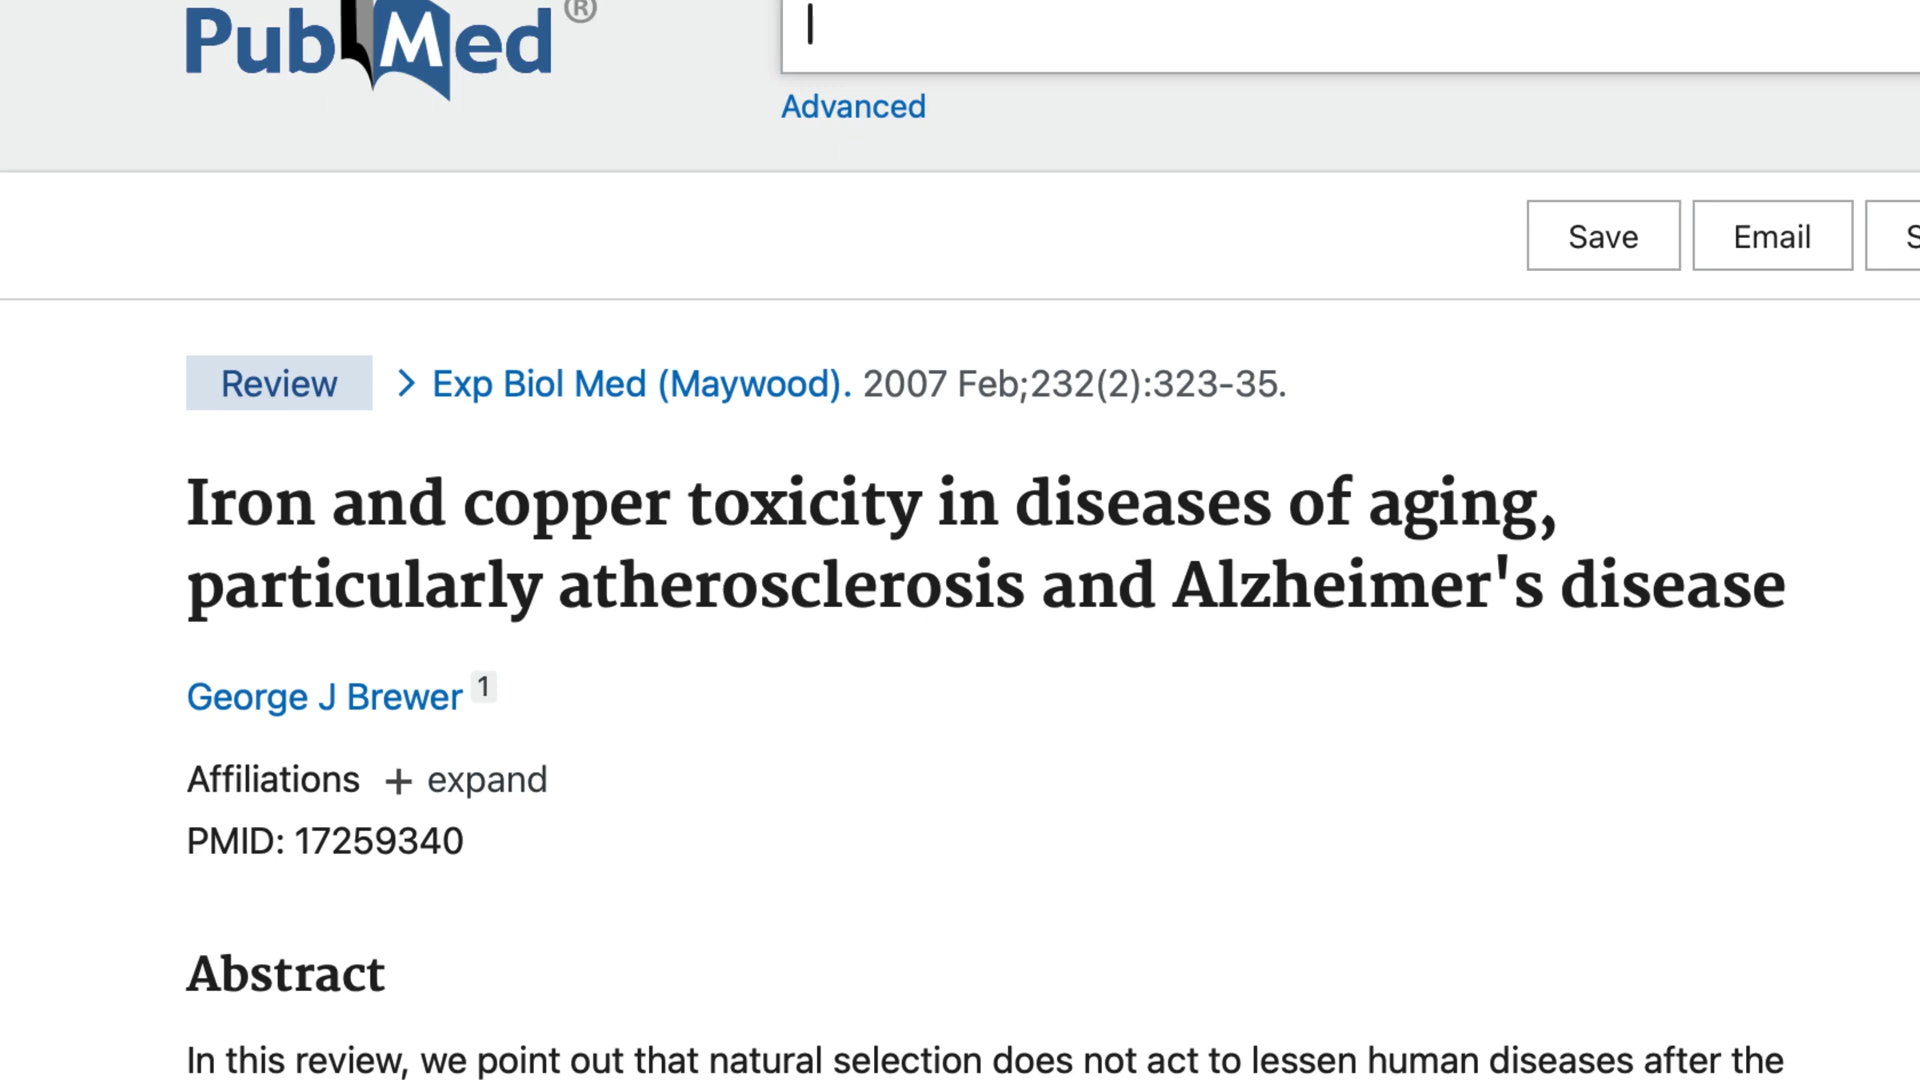 PubMed®
Advanced
Save Email
Review > Exp Biol Med (Maywood). 2007 Feb;232(2):323-35.
Iron and copper toxicity in diseases of aging,
particularly atherosclerosis and Alzheimer's disease
George J Brewer 1
Affiliations + expand
PMID: 17259340
Abstract
In this review, we point out that natural selection does not act to lessen human diseases after the